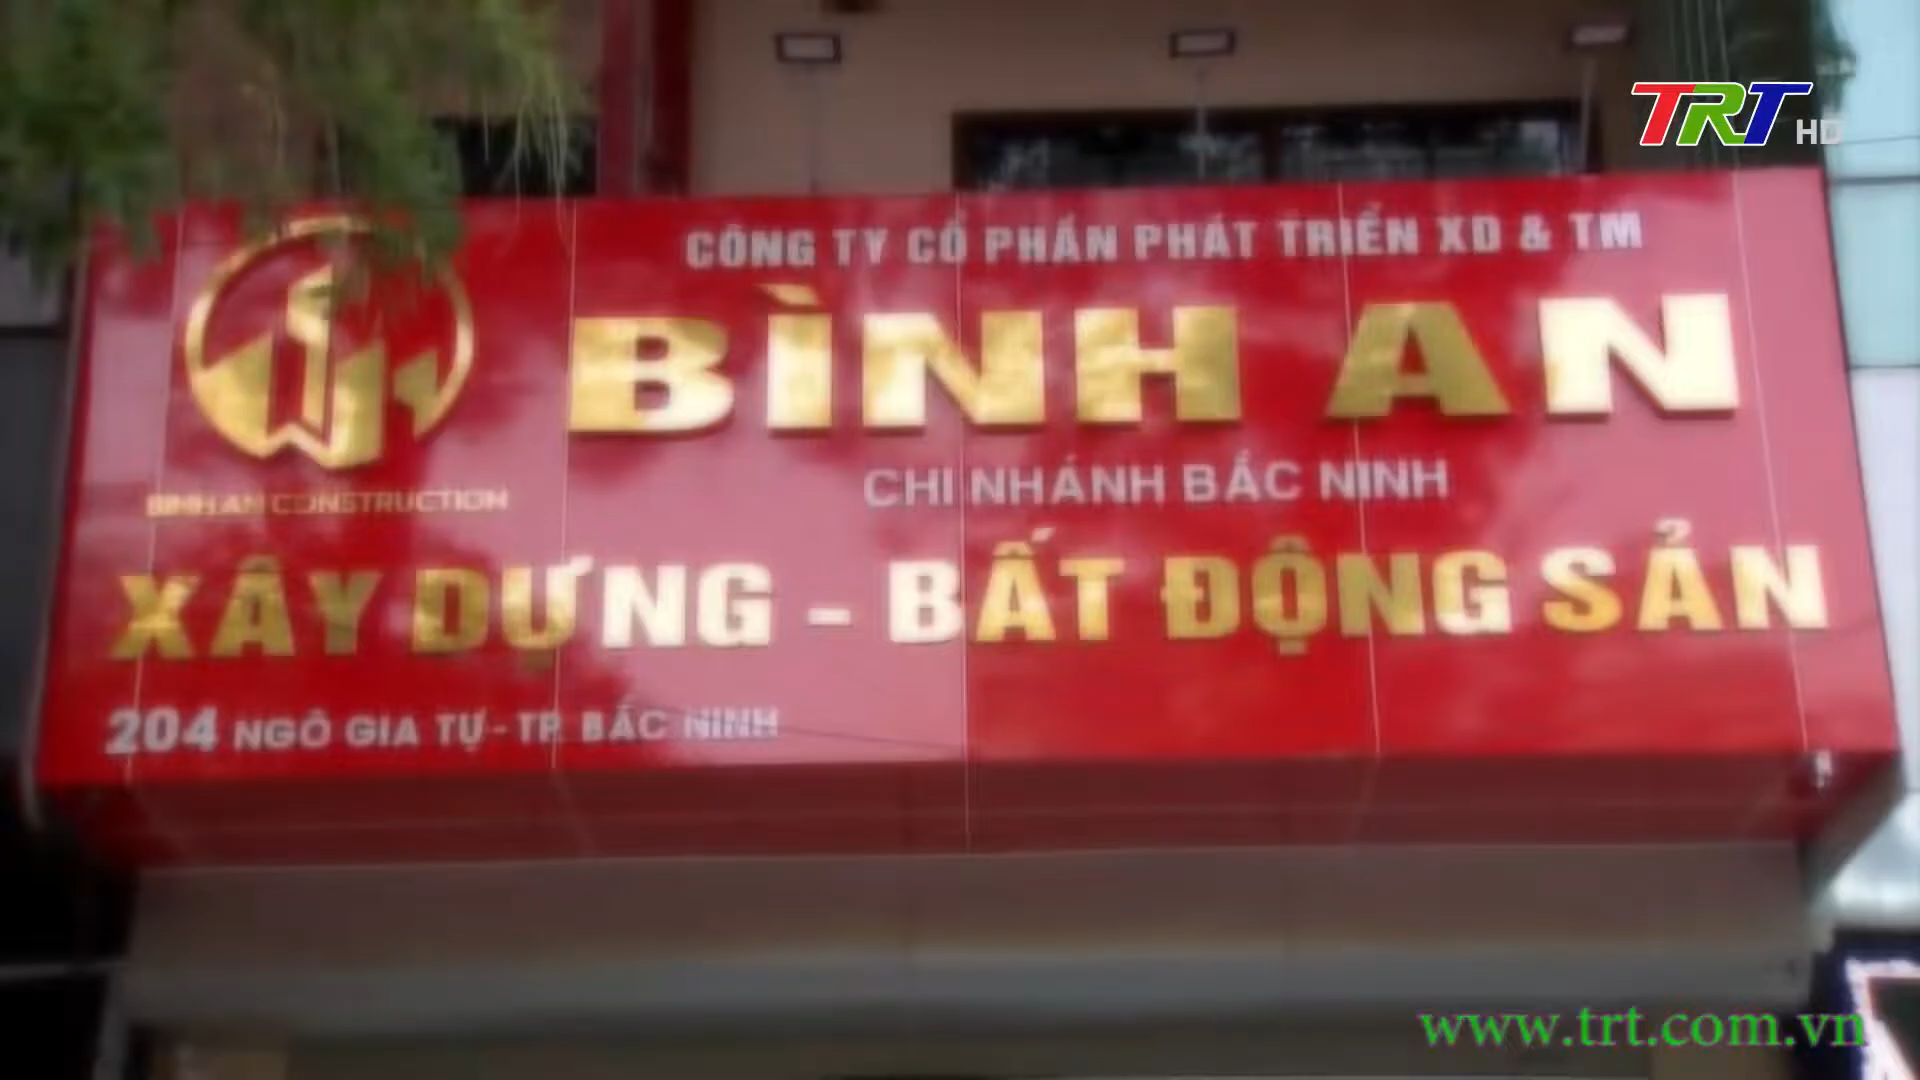 TRT HD
CÔNG TY CỔ PHẦN PHÁT TRIỂN XD & TM
BÌNH AN
CHI NHÁNH BẮC NINH
BINH AN CONSTRUCTION
XÂY DỰNG - BẤT ĐỘNG SẢN
204 NGÔ GIA TỰ - TP. BẮC NINH
www.trt.com.vn